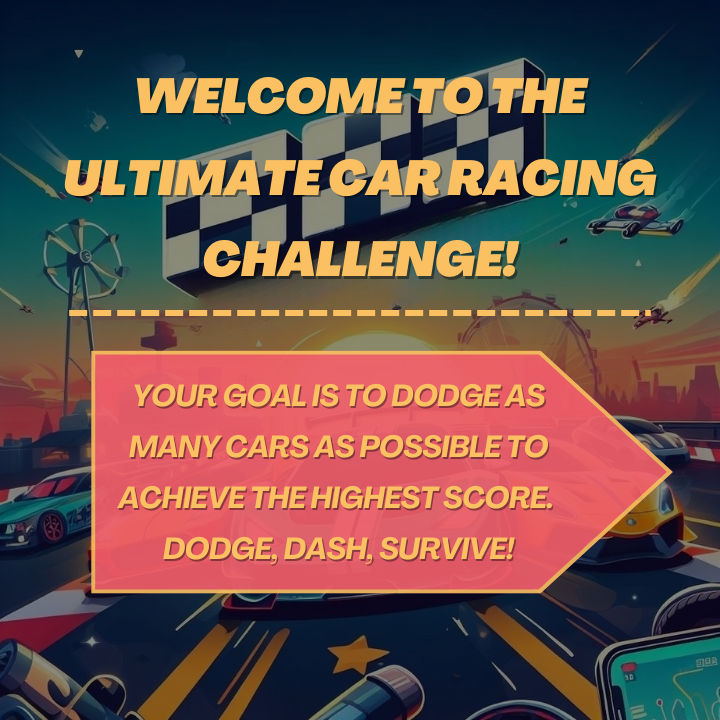 WELCOME TO THE
ULTIMATE CAR RACING
CHALLENGE!
YOUR GOAL IS TO DODGE AS
MANY CARS AS POSSIBLE TO
ACHIEVE THE HIGHEST SCORE.
DODGE, DASH, SURVIVE!